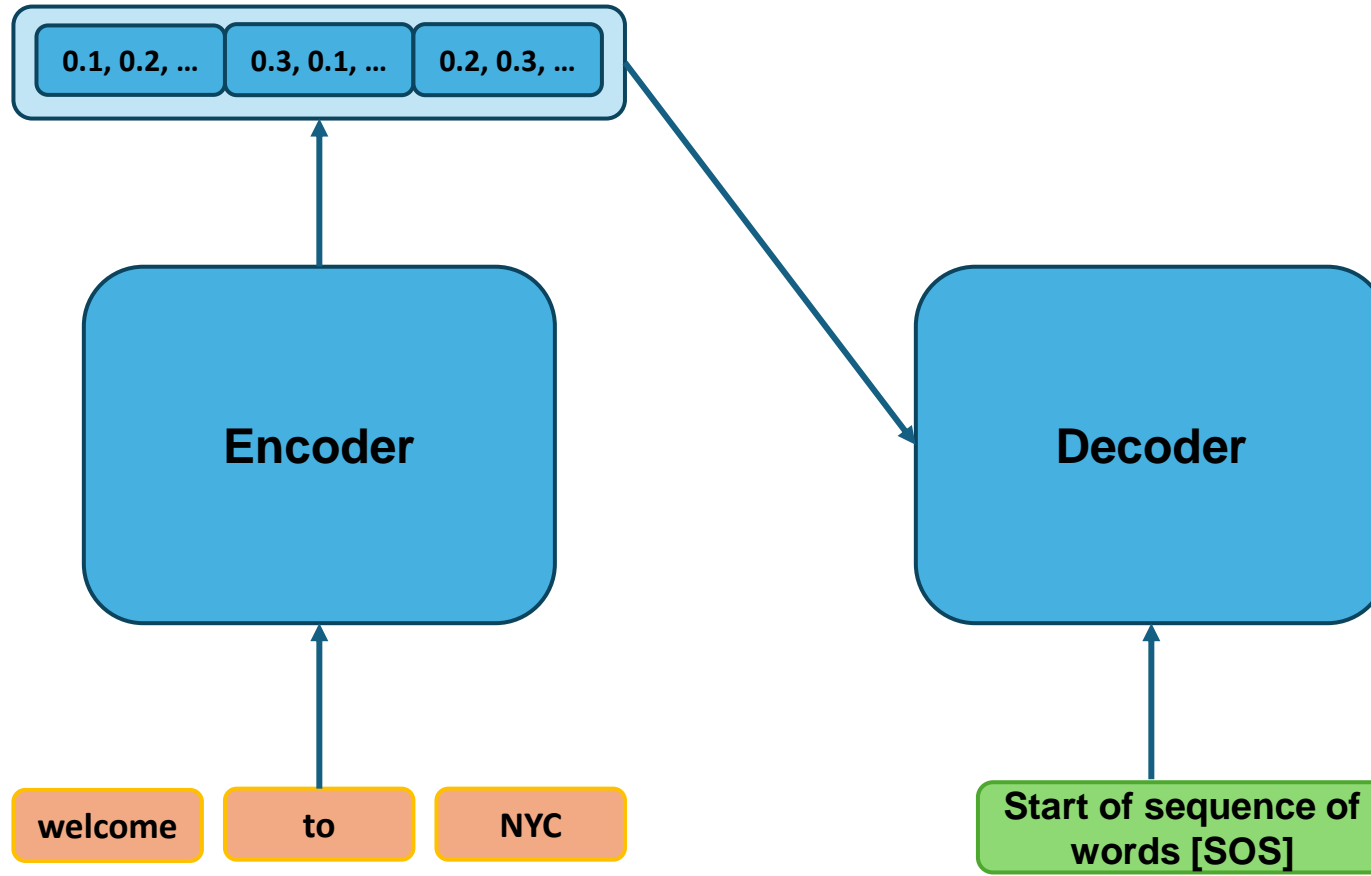 0.1, 0.2, …
0.3, 0.1, …
0.2, 0.3, …
Encoder
Decoder
welcome
to
NYC
Start of sequence of
words [SOS]